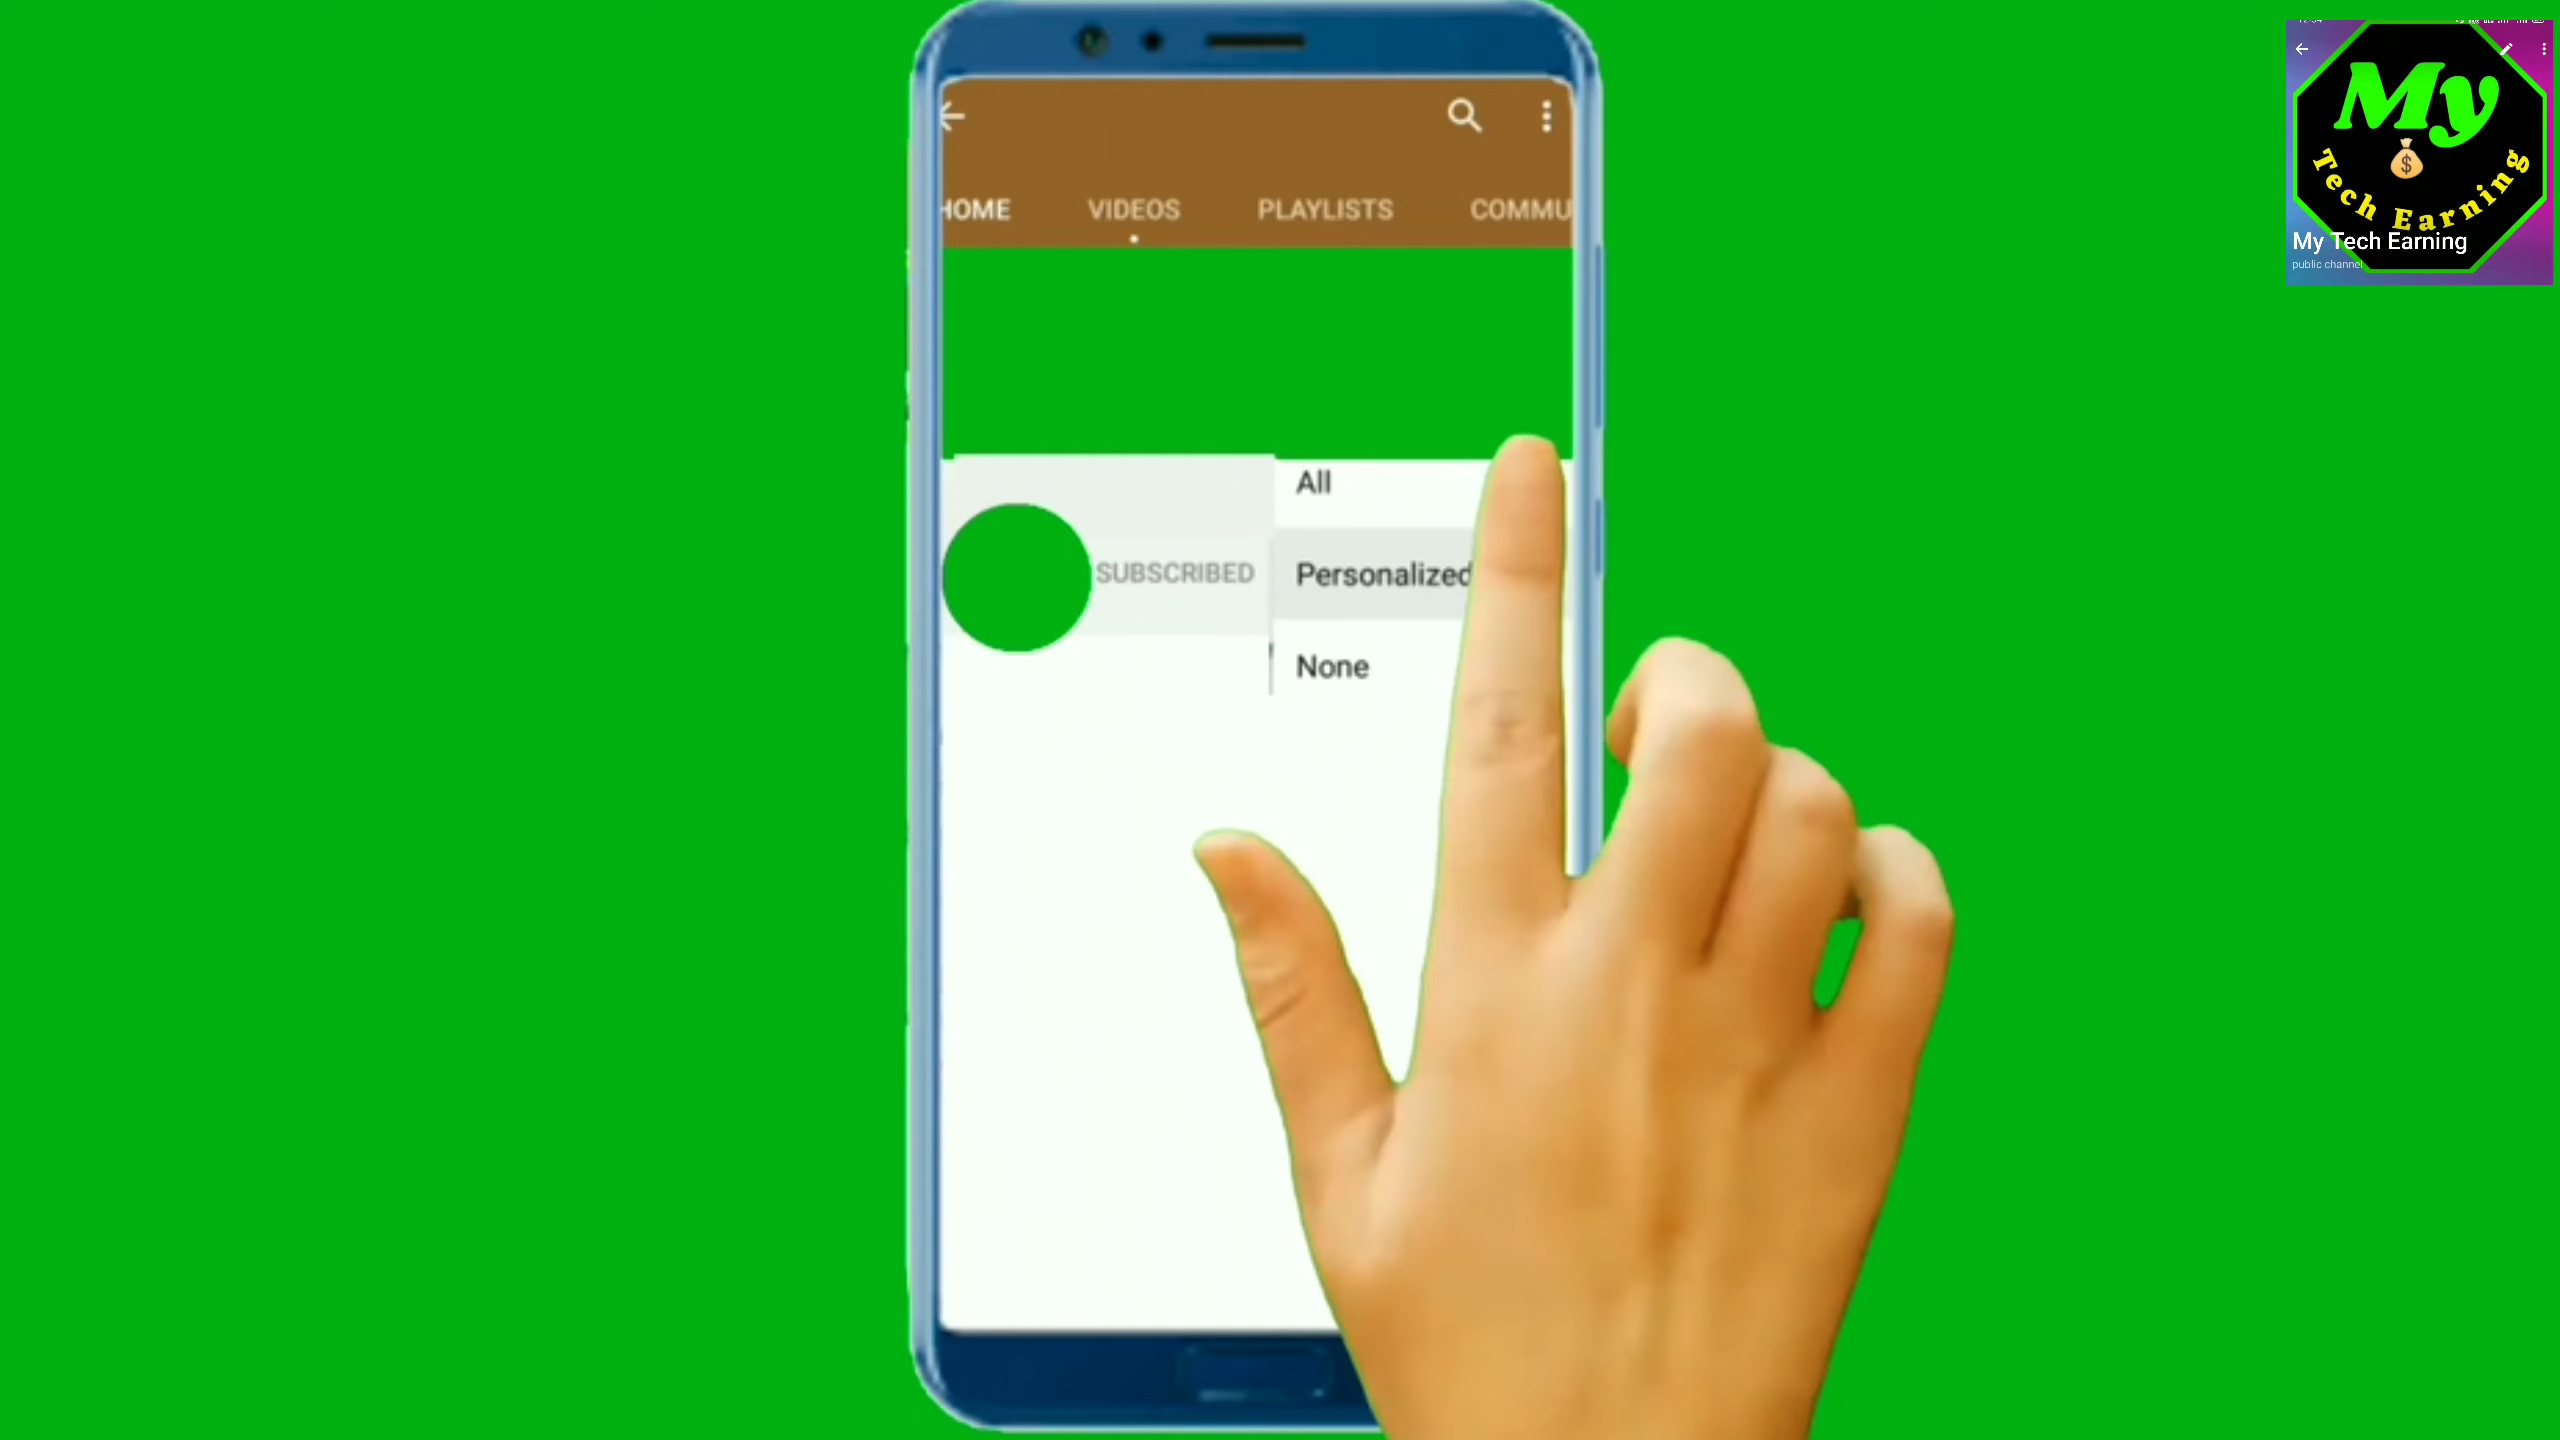 HOME VIDEOS PLAYLISTS COMMU
All
SUBSCRIBED Personalized
None
My
$
Tech Earning
My Tech Earning
public channel